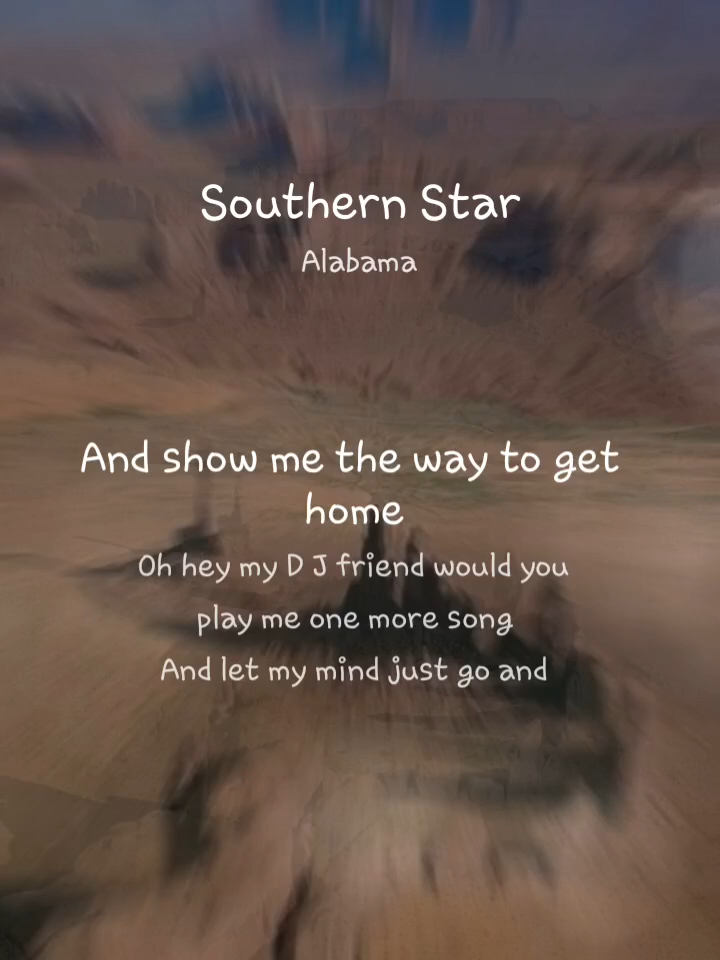 Southern Star
Alabama
And show me the way to get
home
Oh hey my D J friend would you
play me one more song
And let my mind just go and